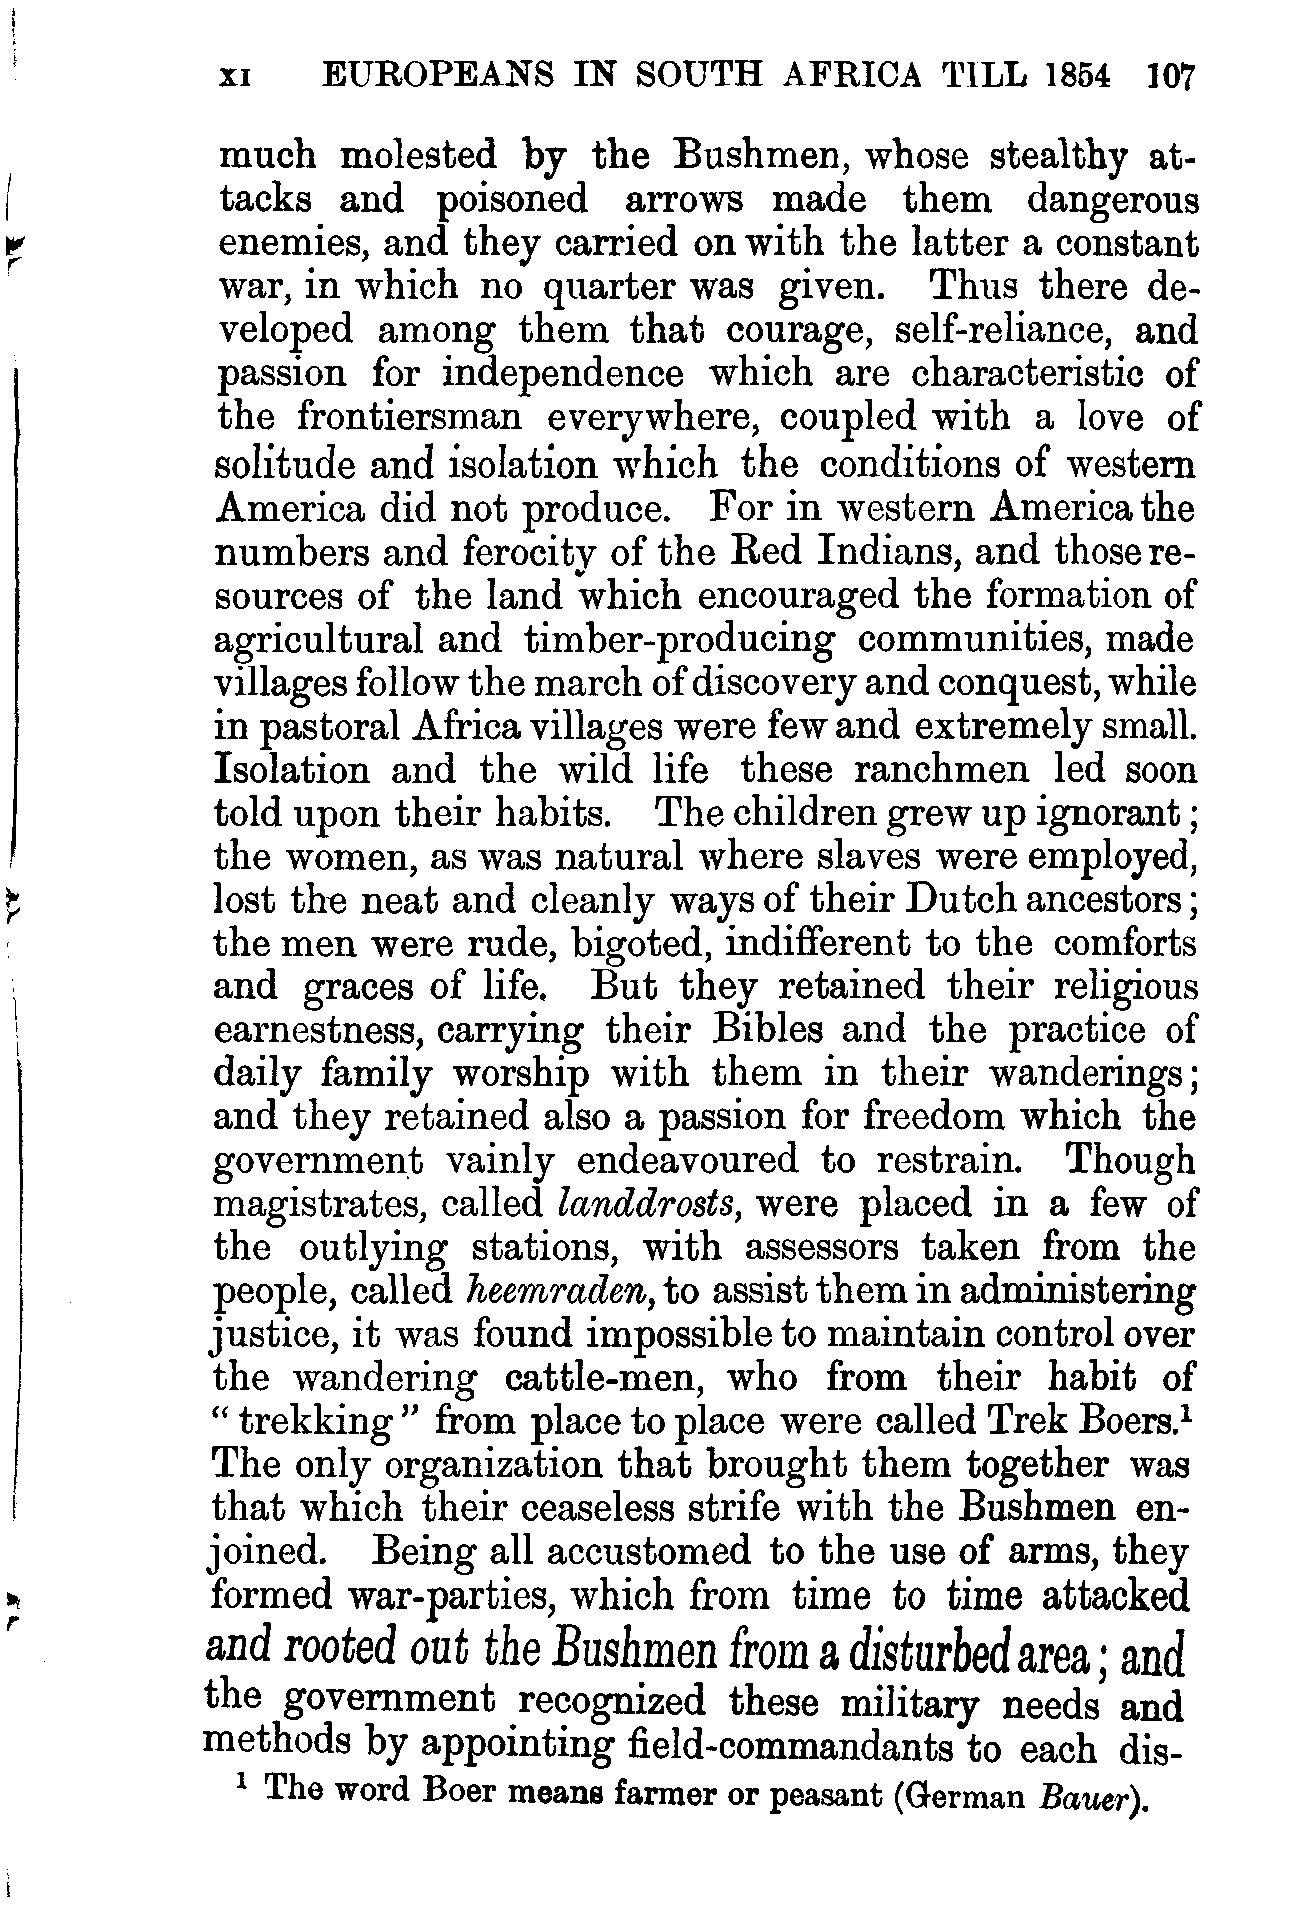 XI EUROPEANS IN SOUTH AFRICA TILL 1854 107
much molested by the Bushmen, whose stealthy at-
tacks and poisoned arrows made them dangerous
enemies, and they carried on with the latter a constant
war, in which no quarter was given. Thus there de-
veloped among them that courage, self-reliance, and
passion for independence which are characteristic of
the frontiersman everywhere, coupled with a love of
solitude and isolation which the conditions of western
America did not produce. For in western America the
numbers and ferocity of the Red Indians, and those re-
sources of the land which encouraged the formation of
agricultural and timber-producing communities, made
villages follow the march of discovery and conquest, while
in pastoral Africa villages were few and extremely small.
Isolation and the wild life these ranchmen led soon
told upon their habits. The children grew up ignorant;
the women, as was natural where slaves were employed,
lost the neat and cleanly ways of their Dutch ancestors;
the men were rude, bigoted, indifferent to the comforts
and graces of life. But they retained their religious
earnestness, carrying their Bibles and the practice of
daily family worship with them in their wanderings;
and they retained also a passion for freedom which the
government vainly endeavoured to restrain. Though
magistrates, called landdrosts, were placed in a few of
the outlying stations, with assessors taken from the
people, called heemraden, to assist them in administering
justice, it was found impossible to maintain control over
the wandering cattle-men, who from their habit of
"trekking" from place to place were called Trek Boers.¹
The only organization that brought them together was
that which their ceaseless strife with the Bushmen en-
joined. Being all accustomed to the use of arms, they
formed war-parties, which from time to time attacked
and rooted out the Bushmen from a disturbed area; and
the government recognized these military needs and
methods by appointing field-commandants to each dis-
¹ The word Boer means farmer or peasant (German Bauer).